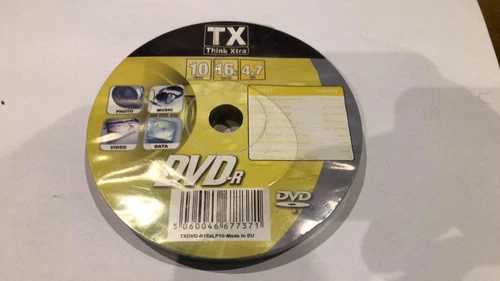 TX
Think Xtra
10 16x 4,7
PHOTO MUSIC
VIDEO DATA
DVD-R
DVD
R
5 060046 677371
TXDVD-R16xLP10-Made in EU